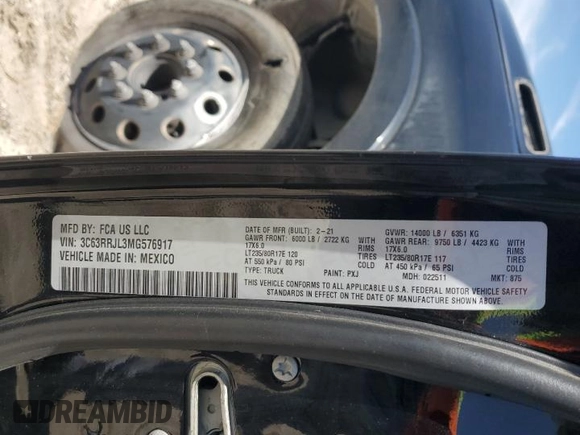 MFD BY: FCA US LLC
VIN: 3C63RRJL3MG576917
VEHICLE MADE IN: MEXICO
DATE OF MFR (BUILT): 2-21
GAWR FRONT: 6000 LB / 2722 KG WITH
17X6.0 TIRES
LT235/80R17E 120 COLD
AT 550 kPa / 80 PSI
TYPE: TRUCK PAINT: PXJ
GVWR: 14000 LB / 6351 KG
GAWR REAR: 9750 LB / 4423 KG WITH
17X6.0 TIRES
LT235/80R17E 117 COLD
AT 450 kPa / 65 PSI
MDH: 022511 MKT: 875
THIS VEHICLE CONFORMS TO ALL APPLICABLE U.S.A. FEDERAL MOTOR VEHICLE SAFETY
STANDARDS IN EFFECT ON THE DATE OF MANUFACTURE SHOWN ABOVE.
DREAMBID